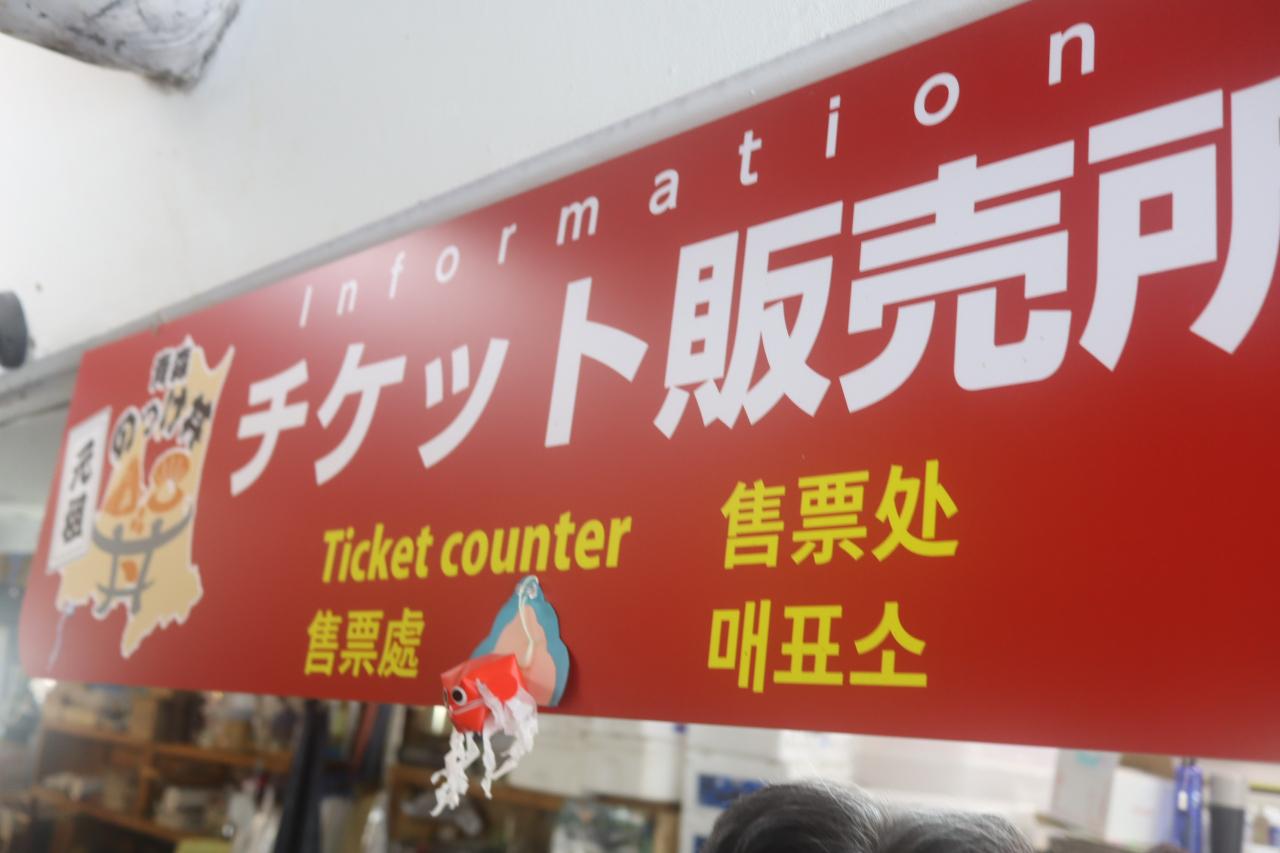 Information
チケット販売所
青森
のっけ丼
元祖
Ticket counter
售票处
售票處
매표소